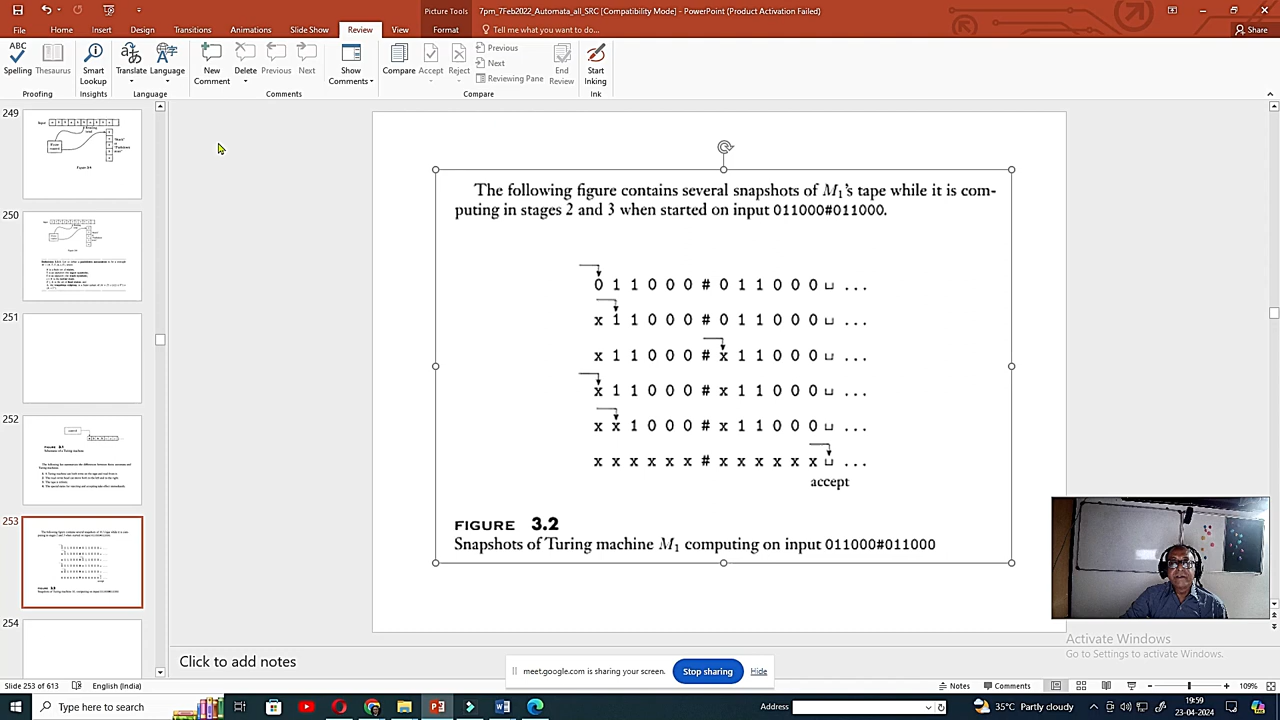 Picture Tools
7pm_7Feb2022_Automata_all_SRC [Compatibility Mode] - PowerPoint (Product Activation Failed)
File Home Insert Design Transitions Animations Slide Show Review View Format Tell me what you want to do... Share
ABC
Spelling Thesaurus Smart Lookup Translate Language New Comment Delete Previous Next Show Comments Compare Accept Reject Previous Next Reviewing Pane End Review Start Inking
Proofing Insights Language Comments Compare Ink
249
250
251
252
253
254
The following figure contains several snapshots of M₁'s tape while it is com-
puting in stages 2 and 3 when started on input 011000#011000.
0 1 1 0 0 0 # 0 1 1 0 0 0 ⊔ ...
x 1 1 0 0 0 # 0 1 1 0 0 0 ⊔ ...
x 1 1 0 0 0 # x 1 1 0 0 0 ⊔ ...
x 1 1 0 0 0 # x 1 1 0 0 0 ⊔ ...
x x 1 0 0 0 # x 1 1 0 0 0 ⊔ ...
x x x x x x # x x x x x x ⊔ ...
accept
FIGURE 3.2
Snapshots of Turing machine M₁ computing on input 011000#011000
Activate Windows
Go to Settings to activate Windows.
Click to add notes
meet.google.com is sharing your screen. Stop sharing Hide
Slide 253 of 613 English (India) Notes Comments 109%
Type here to search Address 35°C Partly cloudy ENG 19:59
23-04-2024